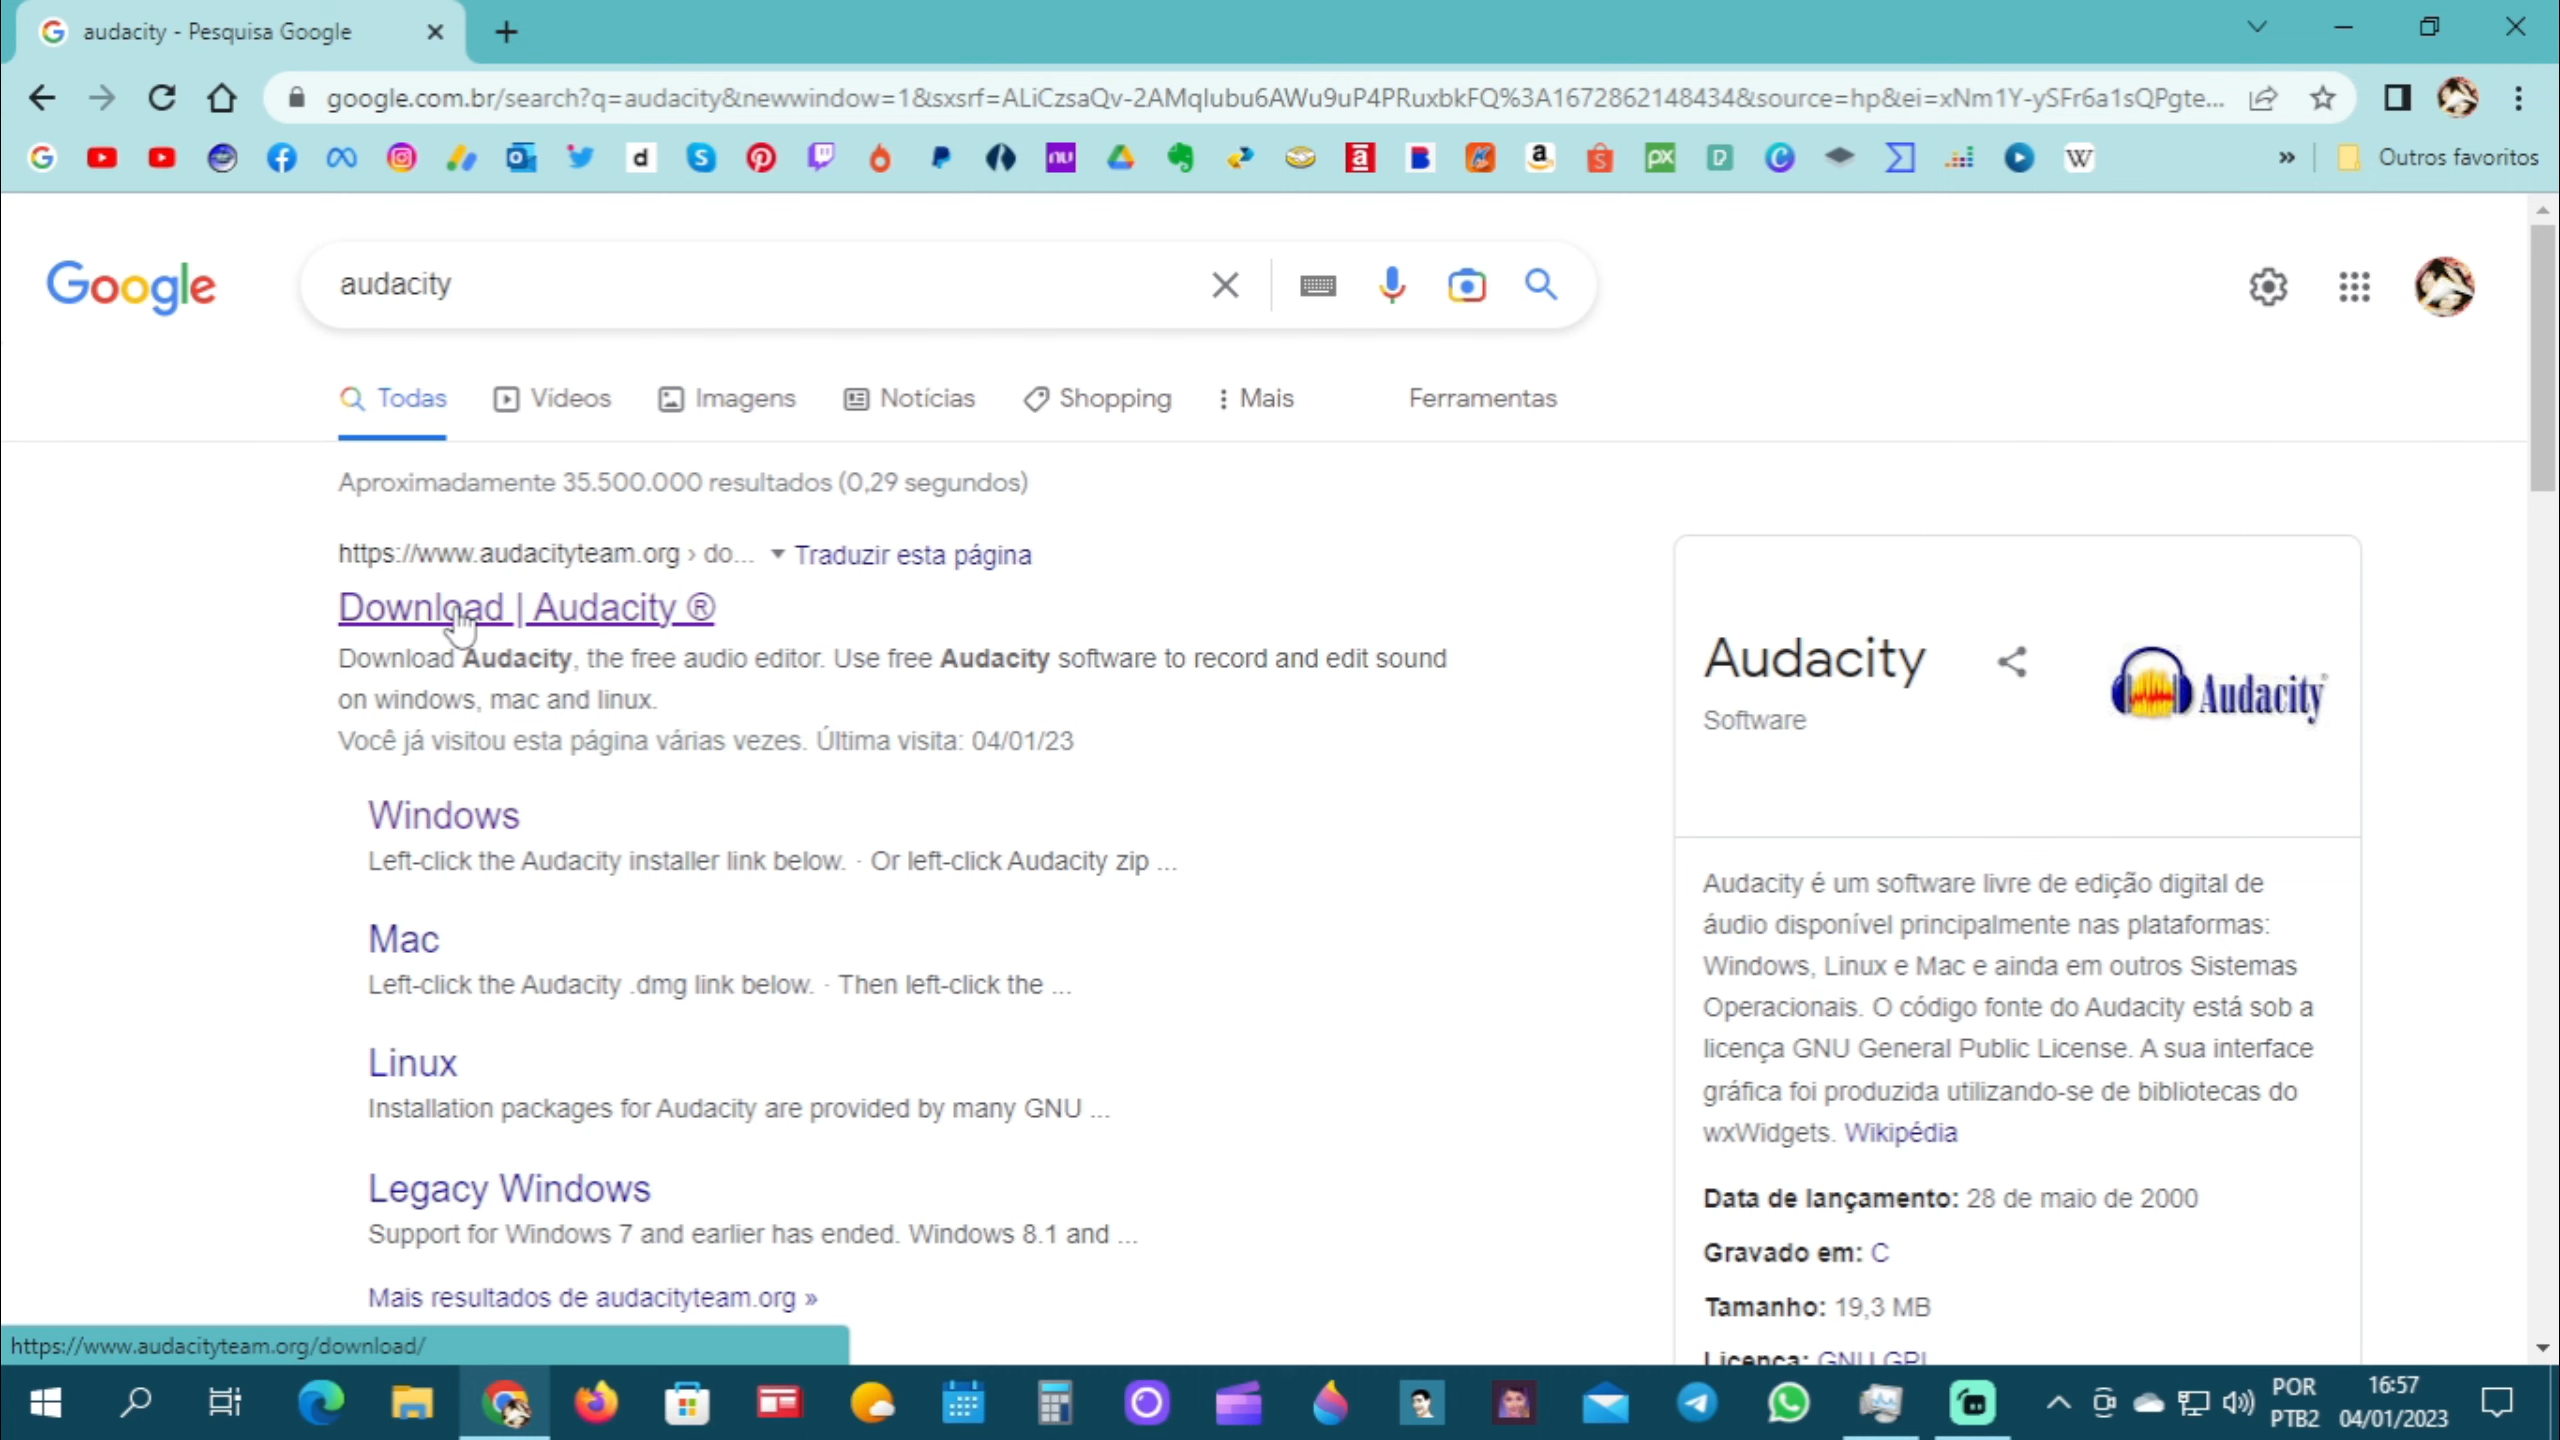 audacity - Pesquisa Google
google.com.br/search?q=audacity&newwindow=1&sxsrf=ALiCzsaQv-2AMqIubu6AWu9uP4PRuxbkFQ%3A1672862148434&source=hp&ei=xNm1Y-ySFr6a1sQPgte...
Outros favoritos
Google
audacity
Todas
Vídeos
Imagens
Notícias
Shopping
Mais
Ferramentas
Aproximadamente 35.500.000 resultados (0,29 segundos)
https://www.audacityteam.org › do... Traduzir esta página
Download | Audacity ®
Download Audacity, the free audio editor. Use free Audacity software to record and edit sound
on windows, mac and linux.
Você já visitou esta página várias vezes. Última visita: 04/01/23
Windows
Left-click the Audacity installer link below. · Or left-click Audacity zip ...
Mac
Left-click the Audacity .dmg link below. · Then left-click the ...
Linux
Installation packages for Audacity are provided by many GNU ...
Legacy Windows
Support for Windows 7 and earlier has ended. Windows 8.1 and ...
Mais resultados de audacityteam.org »
Audacity
Software
Audacity
Audacity é um software livre de edição digital de
áudio disponível principalmente nas plataformas:
Windows, Linux e Mac e ainda em outros Sistemas
Operacionais. O código fonte do Audacity está sob a
licença GNU General Public License. A sua interface
gráfica foi produzida utilizando-se de bibliotecas do
wxWidgets. Wikipédia
Data de lançamento: 28 de maio de 2000
Gravado em: C
Tamanho: 19,3 MB
Licença: GNU GPL
https://www.audacityteam.org/download/
POR
PTB2
16:57
04/01/2023